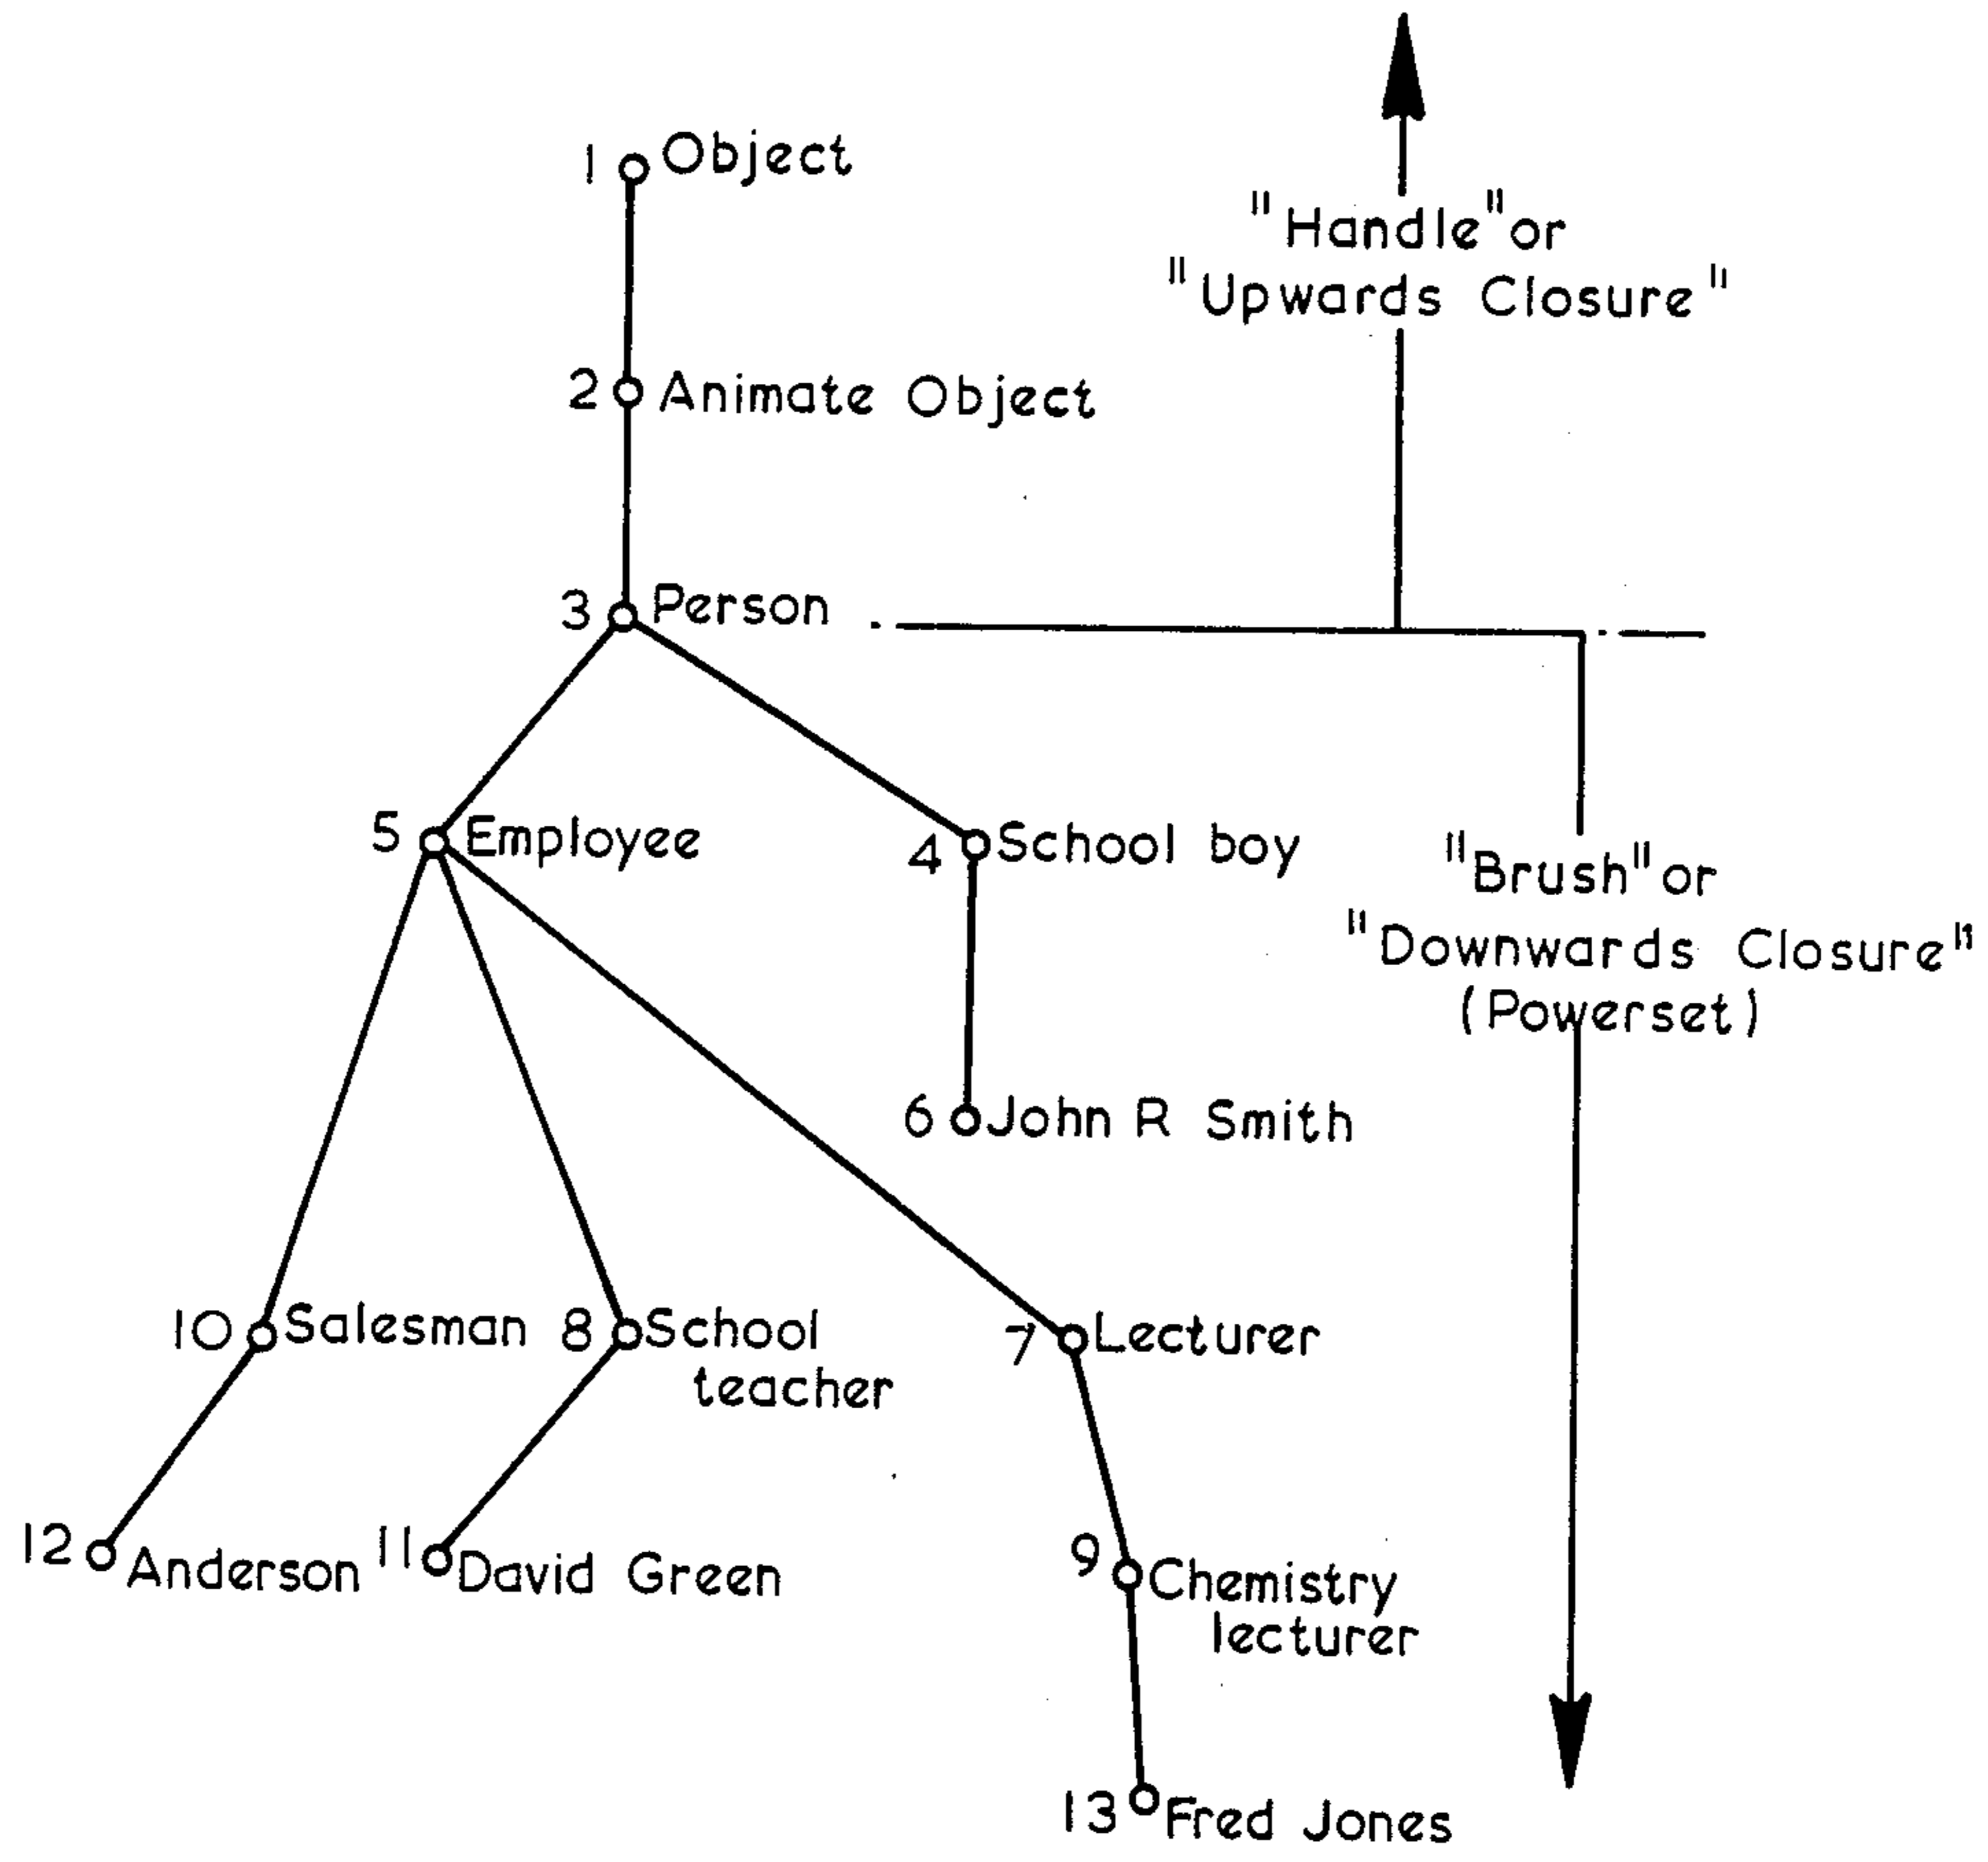 1 Object
"Handle" or
"Upwards Closure"
2 Animate Object
3 Person
5 Employee
4 School boy
"Brush" or
"Downwards Closure"
(Powerset)
6 John R Smith
10 Salesman
8 School
teacher
7 Lecturer
12 Anderson
11 David Green
9 Chemistry
lecturer
13 Fred Jones